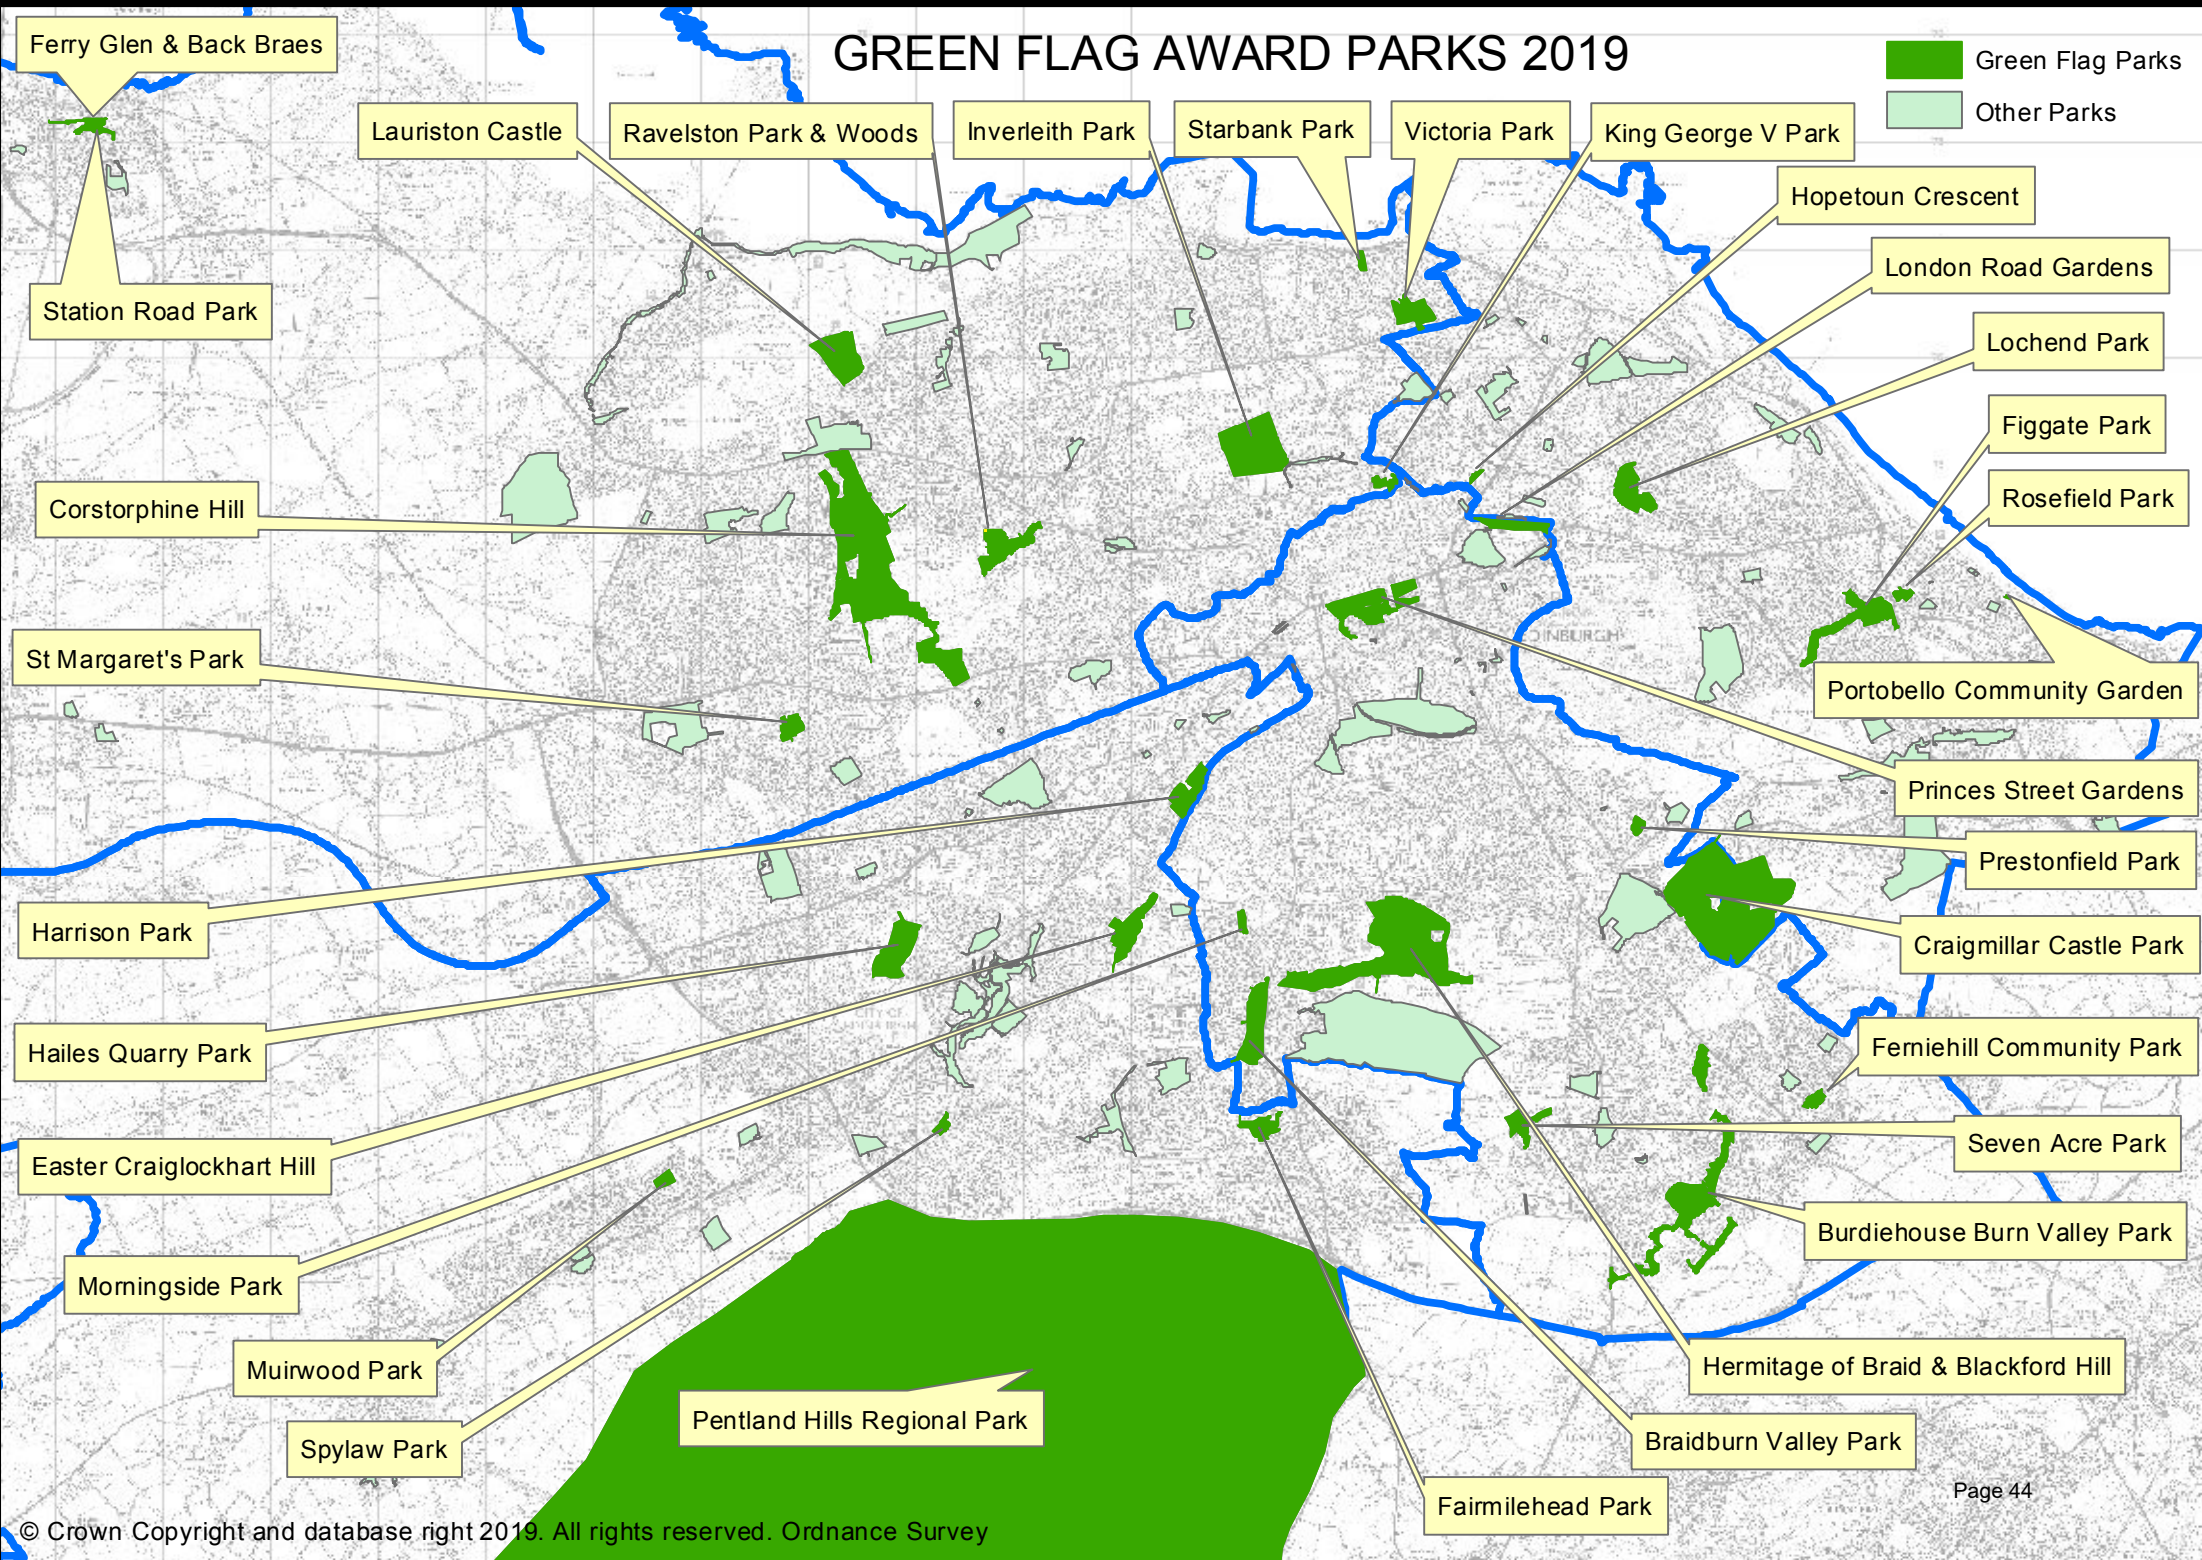 GREEN FLAG AWARD PARKS 2019
Green Flag Parks
Other Parks
Ferry Glen & Back Braes
Lauriston Castle
Ravelston Park & Woods
Inverleith Park
Starbank Park
Victoria Park
King George V Park
Hopetoun Crescent
London Road Gardens
Station Road Park
Lochend Park
Figgate Park
Rosefield Park
Corstorphine Hill
St Margaret's Park
Portobello Community Garden
Princes Street Gardens
Prestonfield Park
Harrison Park
Craigmillar Castle Park
Hailes Quarry Park
Ferniehill Community Park
Seven Acre Park
Easter Craiglockhart Hill
Burdiehouse Burn Valley Park
Morningside Park
Muirwood Park
Hermitage of Braid & Blackford Hill
Pentland Hills Regional Park
Braidburn Valley Park
Spylaw Park
Fairmilehead Park
Page 44
© Crown Copyright and database right 2019. All rights reserved. Ordnance Survey